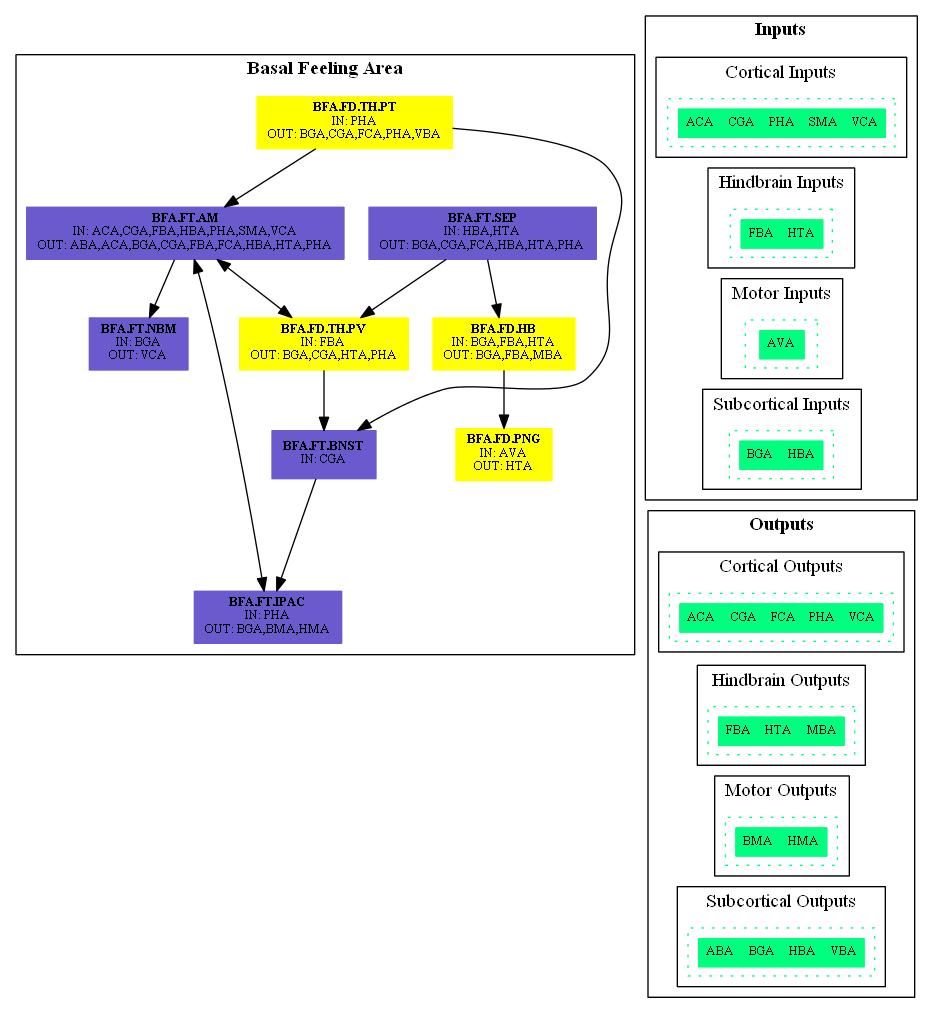 Basal Feeling Area
BFA.FD.TH.PT
IN: PHA
OUT: BGA,CGA,FCA,PHA,VBA
BFA.FT.AM
IN: ACA,CGA,FBA,HBA,PHA,SMA,VCA
OUT: ABA,ACA,BGA,CGA,FBA,FCA,HBA,HTA,PHA
BFA.FT.SEP
IN: HBA,HTA
OUT: BGA,CGA,FCA,HBA,HTA,PHA
BFA.FT.NBM
IN: BGA
OUT: VCA
BFA.FD.TH.PV
IN: FBA
OUT: BGA,CGA,HTA,PHA
BFA.FD.HB
IN: BGA,FBA,HTA
OUT: BGA,FBA,MBA
BFA.FT.BNST
IN: CGA
BFA.FD.PNG
IN: AVA
OUT: HTA
BFA.FT.IPAC
IN: PHA
OUT: BGA,BMA,HMA
Inputs
Cortical Inputs
ACA CGA PHA SMA VCA
Hindbrain Inputs
FBA HTA
Motor Inputs
AVA
Subcortical Inputs
BGA HBA
Outputs
Cortical Outputs
ACA CGA FCA PHA VCA
Hindbrain Outputs
FBA HTA MBA
Motor Outputs
BMA HMA
Subcortical Outputs
ABA BGA HBA VBA